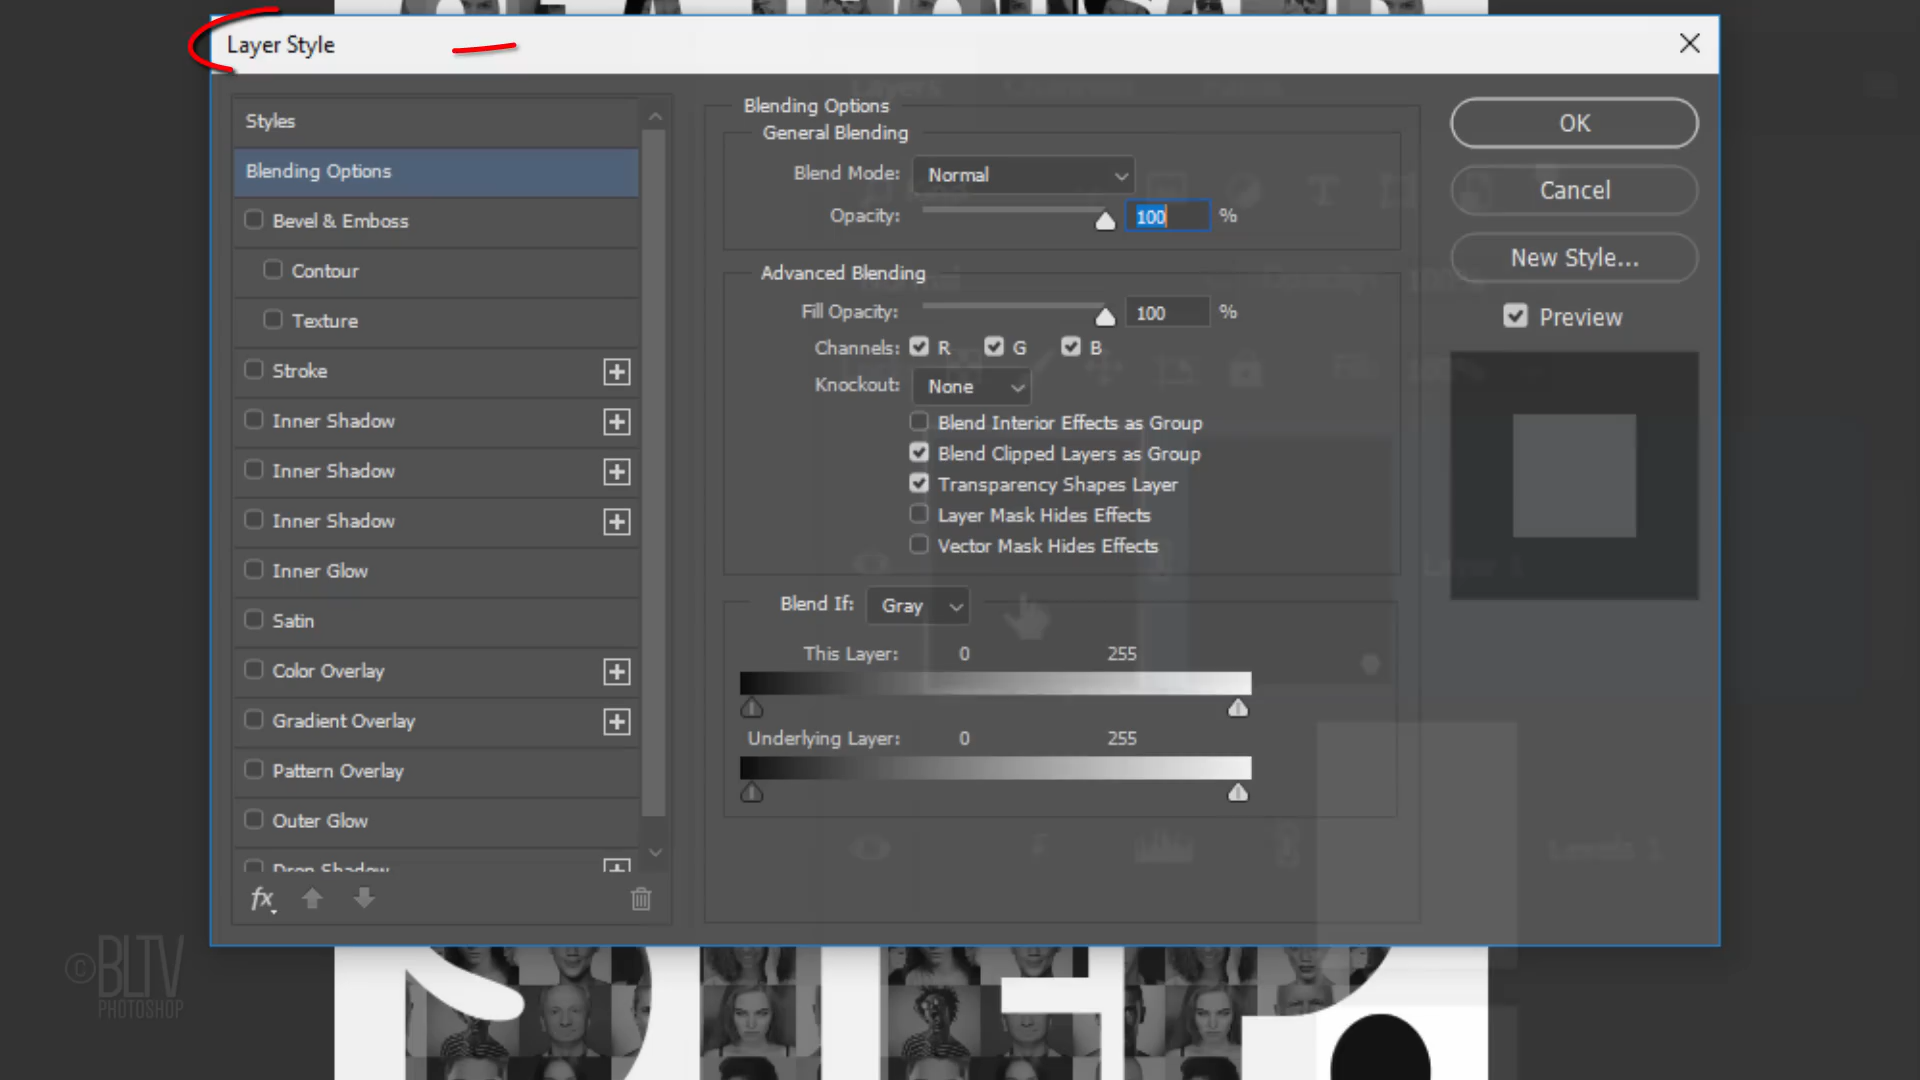 Layer Style
Styles
Blending Options
Bevel & Emboss
Contour
Texture
Stroke
Inner Shadow
Inner Shadow
Inner Shadow
Inner Glow
Satin
Color Overlay
Gradient Overlay
Pattern Overlay
Outer Glow
Drop Shadow
fx
Blending Options
General Blending
Blend Mode: Normal
Opacity: 100 %
Advanced Blending
Fill Opacity: 100 %
Channels: R G B
Knockout: None
Blend Interior Effects as Group
Blend Clipped Layers as Group
Transparency Shapes Layer
Layer Mask Hides Effects
Vector Mask Hides Effects
Blend If: Gray
This Layer: 0 255
Underlying Layer: 0 255
OK
Cancel
New Style...
Preview
©BLTV
PHOTOSHOP